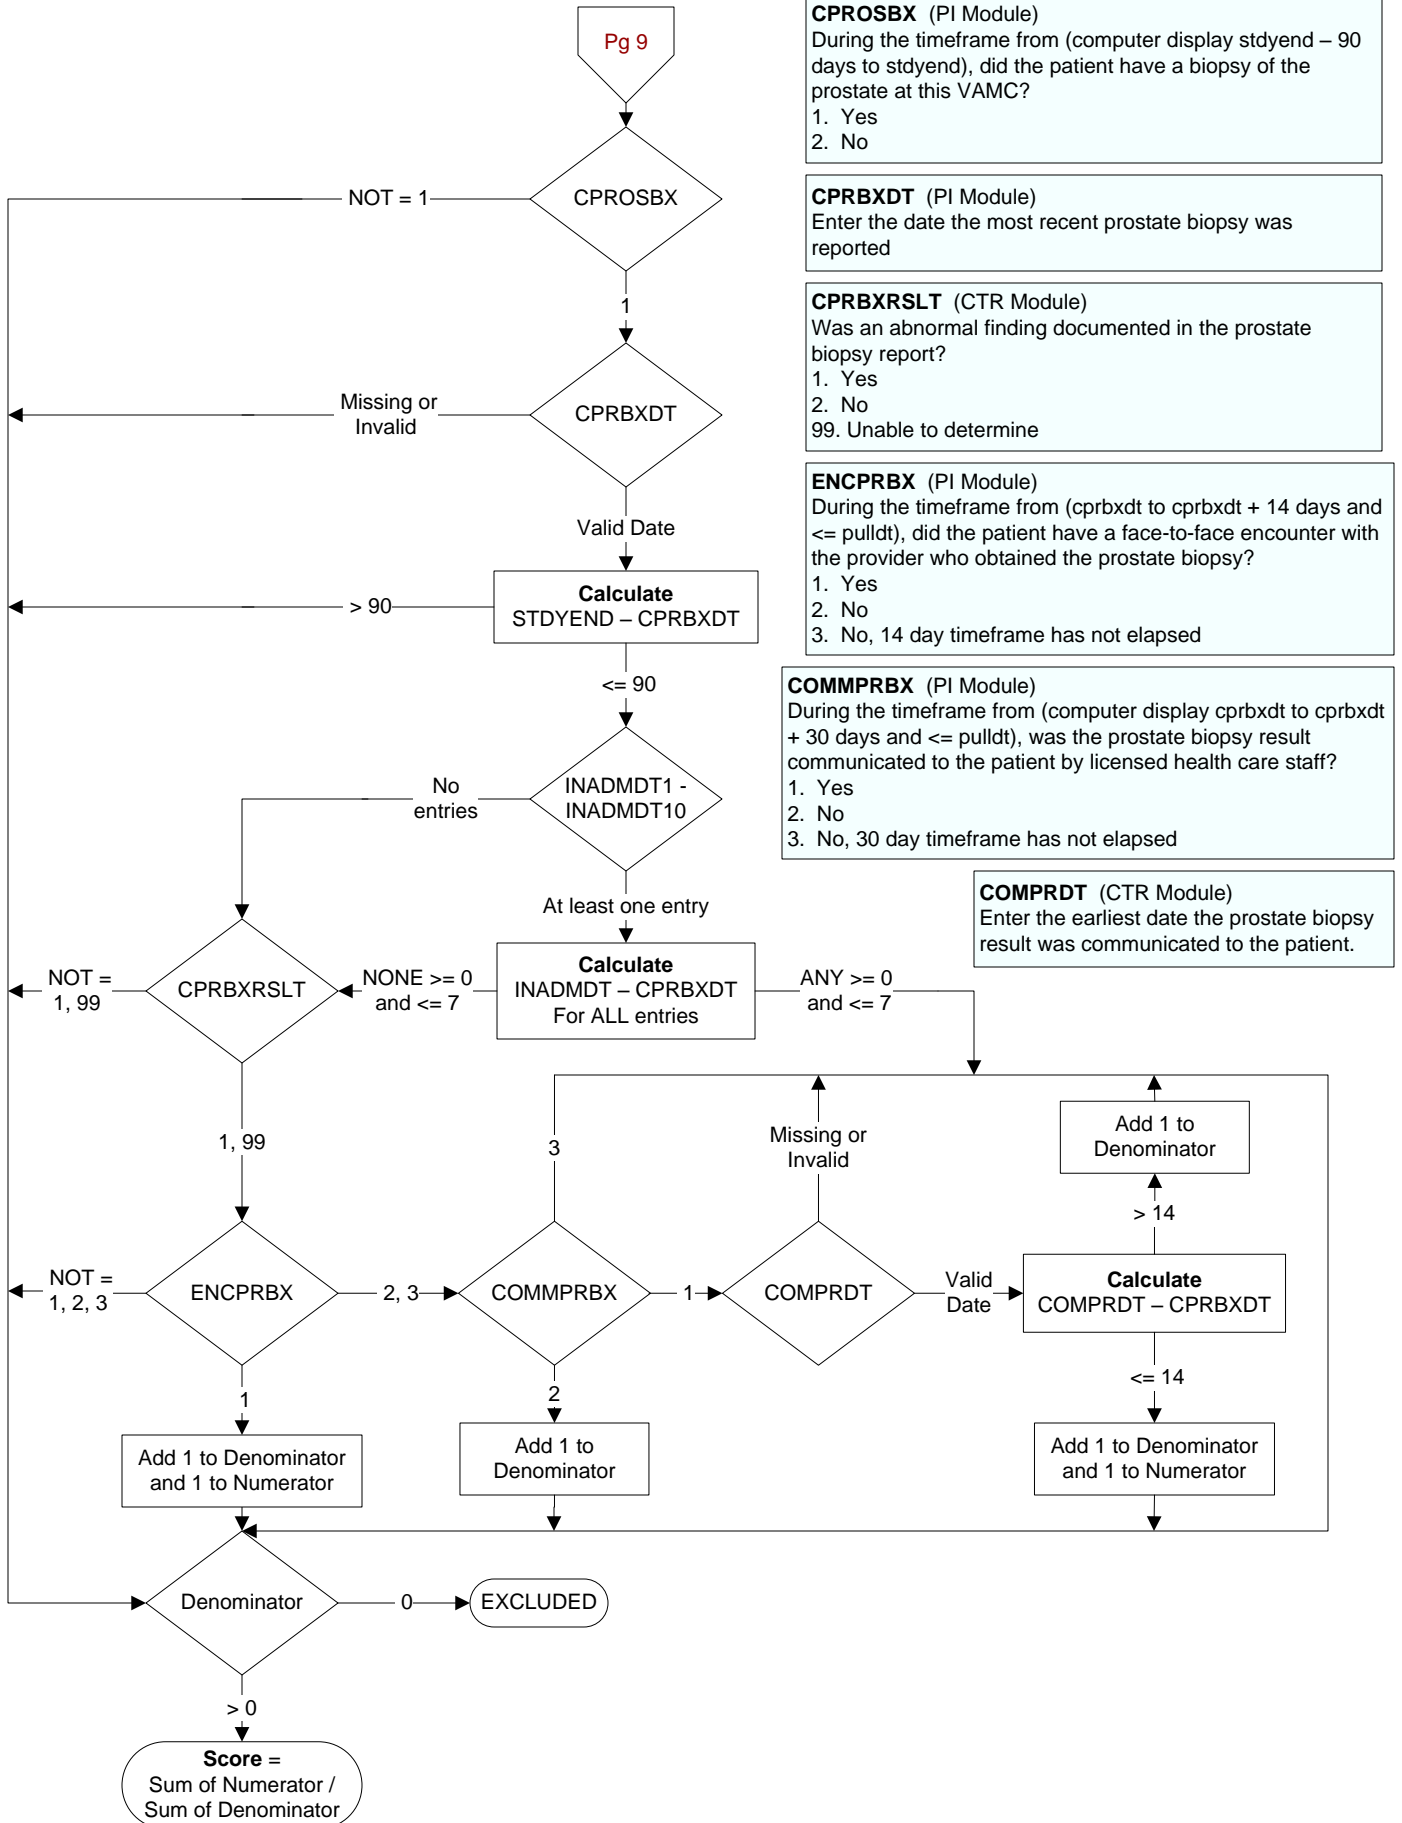 Pg 9
CPROSBX (PI Module)
During the timeframe from (computer display stdyend – 90
days to stdyend), did the patient have a biopsy of the
prostate at this VAMC?
1. Yes
2. No
CPROSBX
NOT = 1
1
CPRBXDT (PI Module)
Enter the date the most recent prostate biopsy was
reported
CPRBXRSLT (CTR Module)
Was an abnormal finding documented in the prostate
biopsy report?
1. Yes
2. No
99. Unable to determine
CPRBXDT
Missing or
Invalid
Valid Date
ENCPRBX (PI Module)
During the timeframe from (cprbxdt to cprbxdt + 14 days and
<= pulldt), did the patient have a face-to-face encounter with
the provider who obtained the prostate biopsy?
1. Yes
2. No
3. No, 14 day timeframe has not elapsed
Calculate
STDYEND – CPRBXDT
> 90
<= 90
COMMPRBX (PI Module)
During the timeframe from (computer display cprbxdt to cprbxdt
+ 30 days and <= pulldt), was the prostate biopsy result
communicated to the patient by licensed health care staff?
1. Yes
2. No
3. No, 30 day timeframe has not elapsed
INADMDT1 -
INADMDT10
No
entries
At least one entry
COMPRDT (CTR Module)
Enter the earliest date the prostate biopsy
result was communicated to the patient.
Calculate
INADMDT – CPRBXDT
For ALL entries
NONE >= 0
and <= 7
ANY >= 0
and <= 7
CPRBXRSLT
NOT =
1, 99
1, 99
3
Missing or
Invalid
Add 1 to
Denominator
> 14
ENCPRBX
NOT =
1, 2, 3
2, 3
COMMPRBX
1
COMPRDT
Valid
Date
Calculate
COMPRDT – CPRBXDT
1
2
<= 14
Add 1 to Denominator
and 1 to Numerator
Add 1 to
Denominator
Add 1 to Denominator
and 1 to Numerator
Denominator
0
EXCLUDED
> 0
Score =
Sum of Numerator /
Sum of Denominator